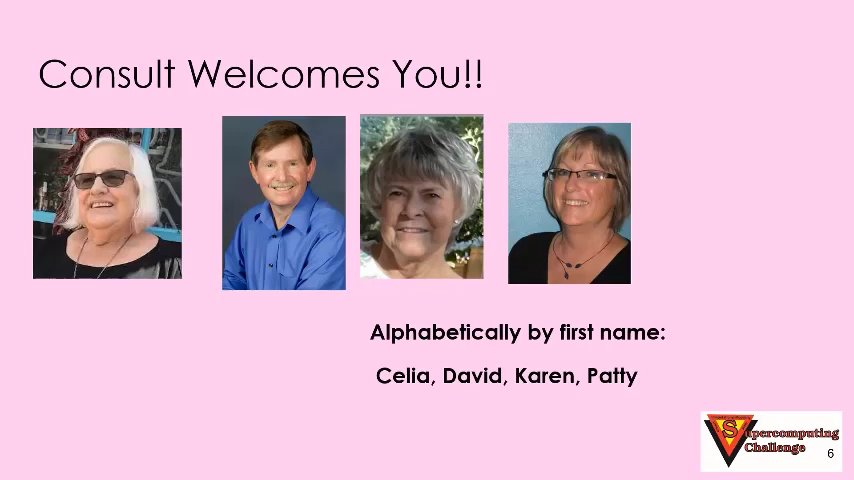 Consult Welcomes You!!
Alphabetically by first name:
Celia, David, Karen, Patty
Supercomputing
Challenge
6